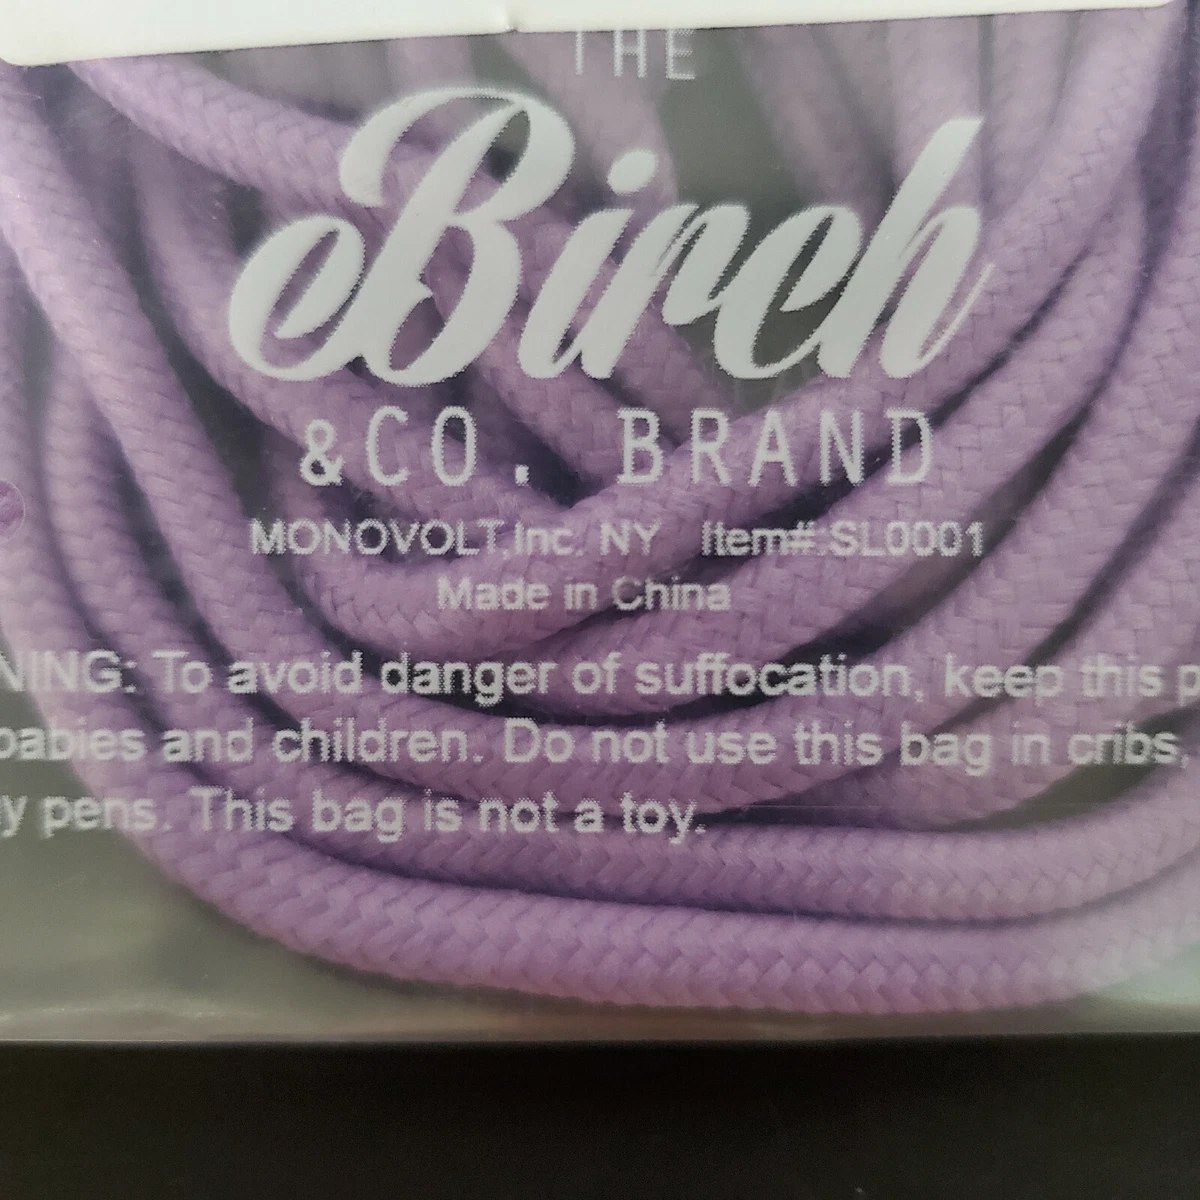 THE
Birch
&CO. BRAND
MONOVOLT,Inc. NY Item#:SL0001
Made in China
NING: To avoid danger of suffocation, keep this p
babies and children. Do not use this bag in cribs,
y pens. This bag is not a toy.